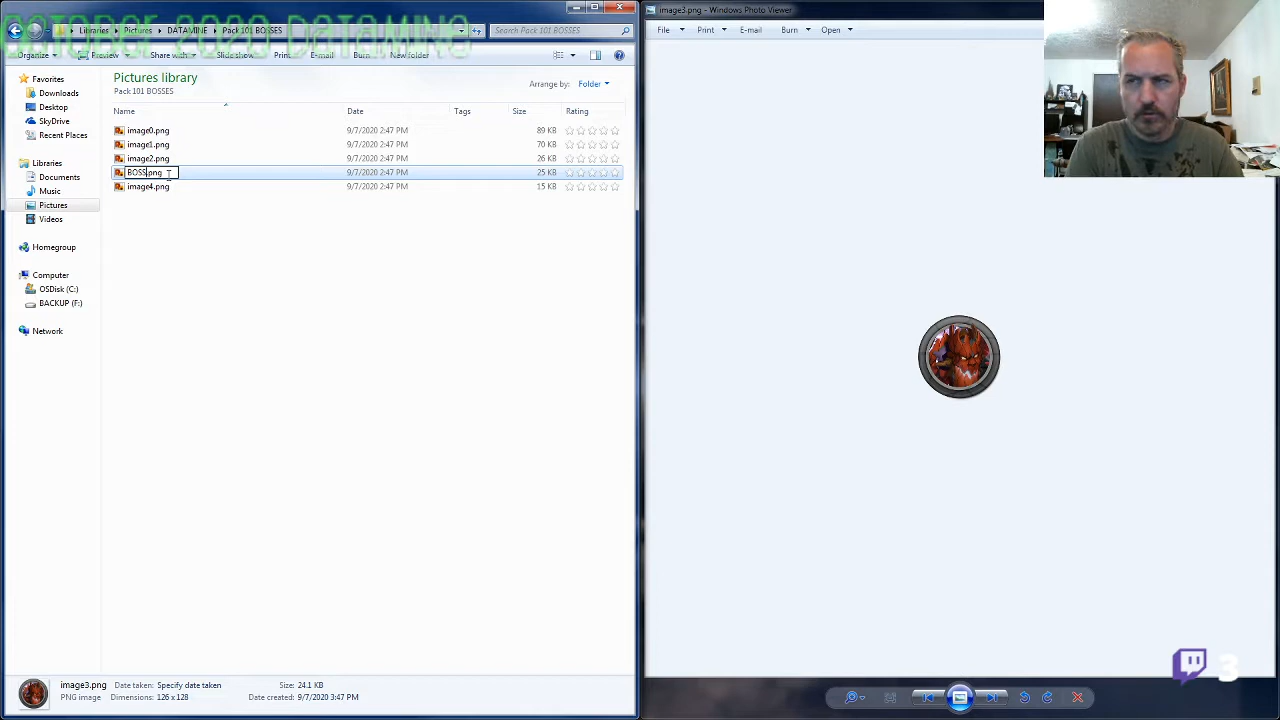 OCTOBER 2020 DATAMINE
Libraries Pictures DATAMINE Pack 101 BOSSES
Search Pack 101 BOSSES
Organize Preview Share with Slide show Print E-mail Burn New folder
Favorites
Downloads
Desktop
SkyDrive
Recent Places
Libraries
Documents
Music
Pictures
Videos
Homegroup
Computer
OSDisk (C:)
BACKUP (F:)
Network
Pictures library
Pack 101 BOSSES
Arrange by: Folder
Name Date Tags Size Rating
image0.png 9/7/2020 2:47 PM 89 KB
image1.png 9/7/2020 2:47 PM 70 KB
image2.png 9/7/2020 2:47 PM 26 KB
BOSS.png 9/7/2020 2:47 PM 25 KB
image4.png 9/7/2020 2:47 PM 15 KB
image3.png Date taken: Specify date taken Size: 24.1 KB
PNG image Dimensions: 126 x 128 Date created: 9/7/2020 3:47 PM
image3.png - Windows Photo Viewer
File Print E-mail Burn Open
3